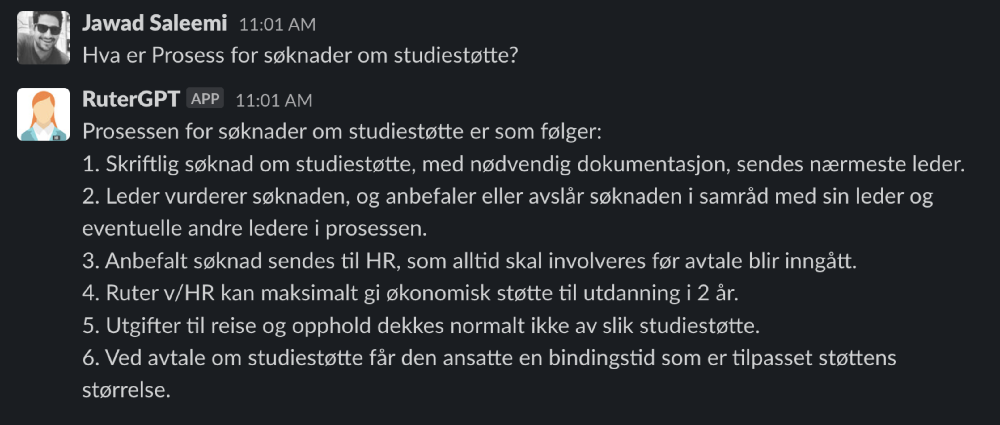 Jawad Saleemi 11:01 AM
Hva er Prosess for søknader om studiestøtte?
RuterGPT APP 11:01 AM
Prosessen for søknader om studiestøtte er som følger:
1. Skriftlig søknad om studiestøtte, med nødvendig dokumentasjon, sendes nærmeste leder.
2. Leder vurderer søknaden, og anbefaler eller avslår søknaden i samråd med sin leder og
eventuelle andre ledere i prosessen.
3. Anbefalt søknad sendes til HR, som alltid skal involveres før avtale blir inngått.
4. Ruter v/HR kan maksimalt gi økonomisk støtte til utdanning i 2 år.
5. Utgifter til reise og opphold dekkes normalt ikke av slik studiestøtte.
6. Ved avtale om studiestøtte får den ansatte en bindingstid som er tilpasset støttens
størrelse.